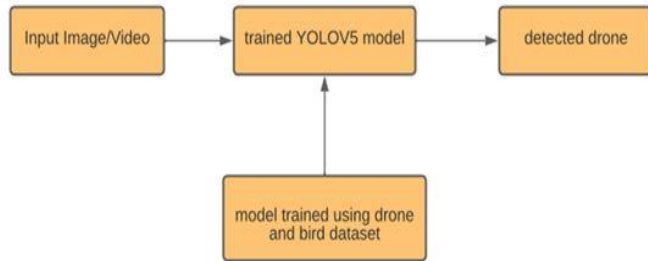 Input Image/Video
trained YOLOV5 model
detected drone
model trained using drone
and bird dataset